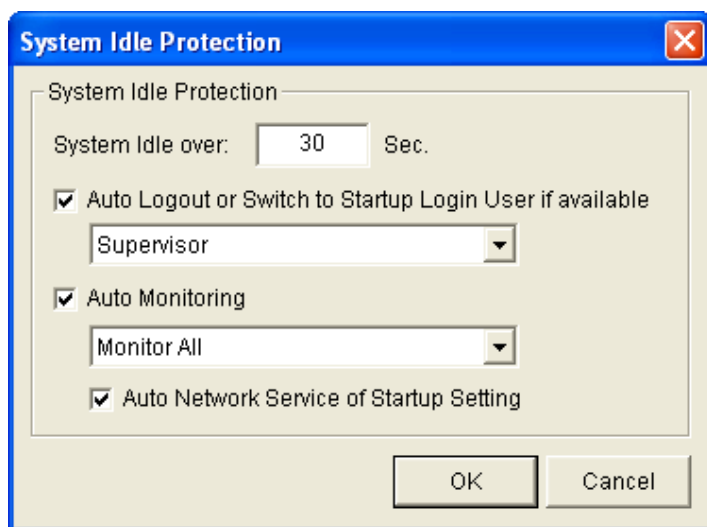 System Idle Protection
System Idle Protection
System Idle over: 30 Sec.
Auto Logout or Switch to Startup Login User if available
Supervisor
Auto Monitoring
Monitor All
Auto Network Service of Startup Setting
OK Cancel